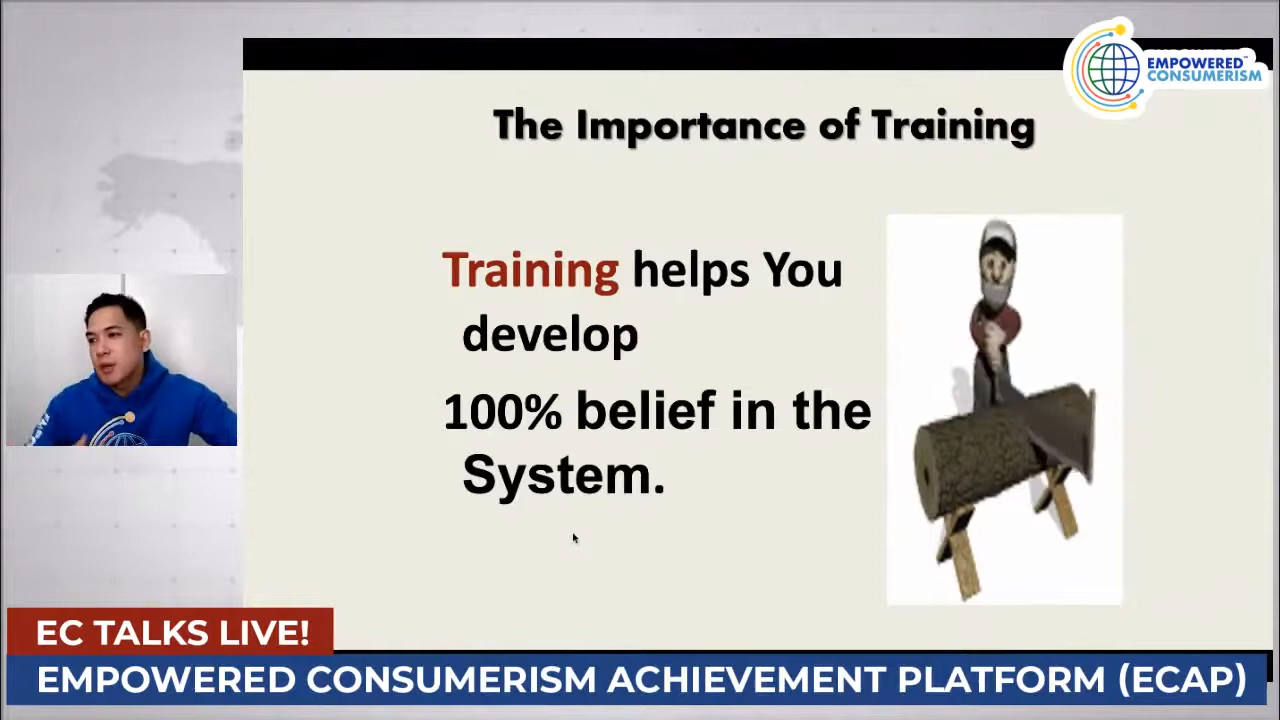 EMPOWERED
CONSUMERISM
The Importance of Training
Training helps You
develop
100% belief in the
System.
EC TALKS LIVE!
EMPOWERED CONSUMERISM ACHIEVEMENT PLATFORM (ECAP)